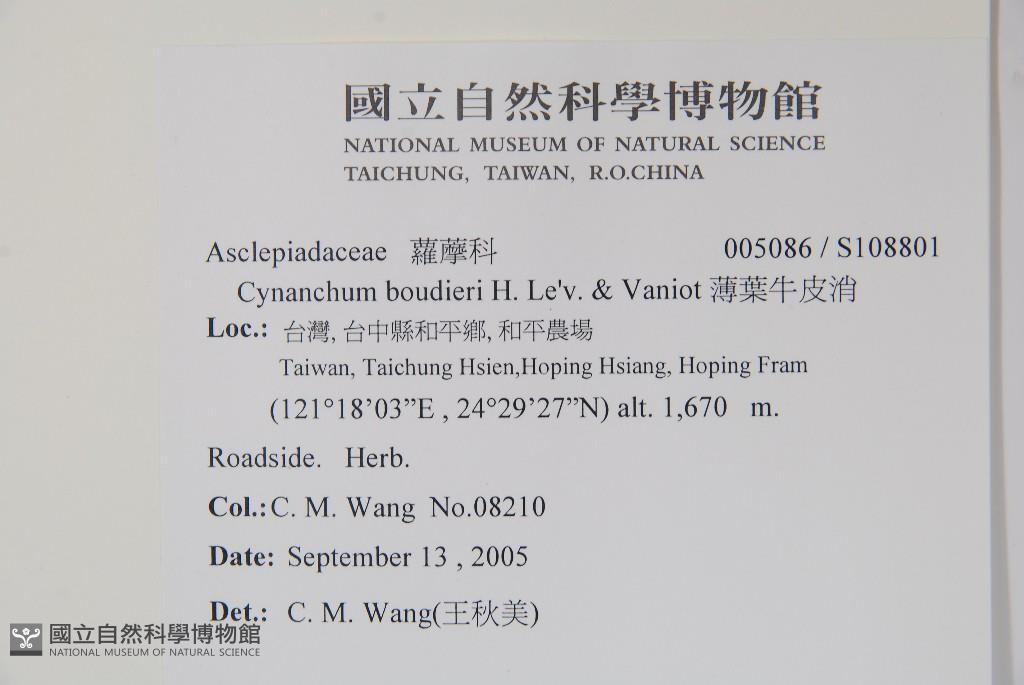 國立自然科學博物館
NATIONAL MUSEUM OF NATURAL SCIENCE
TAICHUNG, TAIWAN, R.O.CHINA
Asclepiadaceae 蘿藦科 005086 / S108801
Cynanchum boudieri H. Le'v. & Vaniot 薄葉牛皮消
Loc.: 台灣, 台中縣和平鄉, 和平農場
Taiwan, Taichung Hsien,Hoping Hsiang, Hoping Fram
(121°18’03”E , 24°29’27”N) alt. 1,670 m.
Roadside. Herb.
Col.:C. M. Wang No.08210
Date: September 13 , 2005
Det.: C. M. Wang(王秋美)
國立自然科學博物館
NATIONAL MUSEUM OF NATURAL SCIENCE